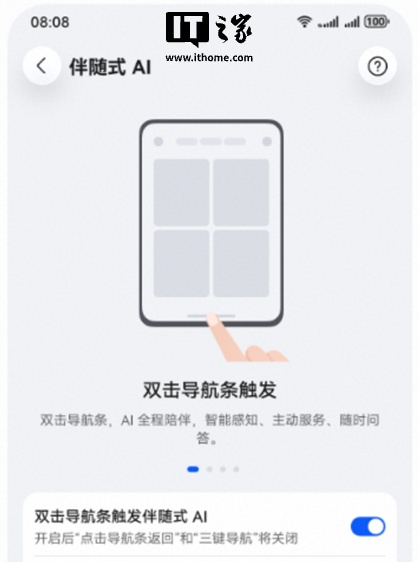 08:08
IT之家
100
www.ithome.com
伴随式 AI
双击导航条触发
双击导航条，AI 全程陪伴，智能感知、主动服务、随时问
答。
双击导航条触发伴随式 AI
开启后“点击导航条返回”和“三键导航”将关闭